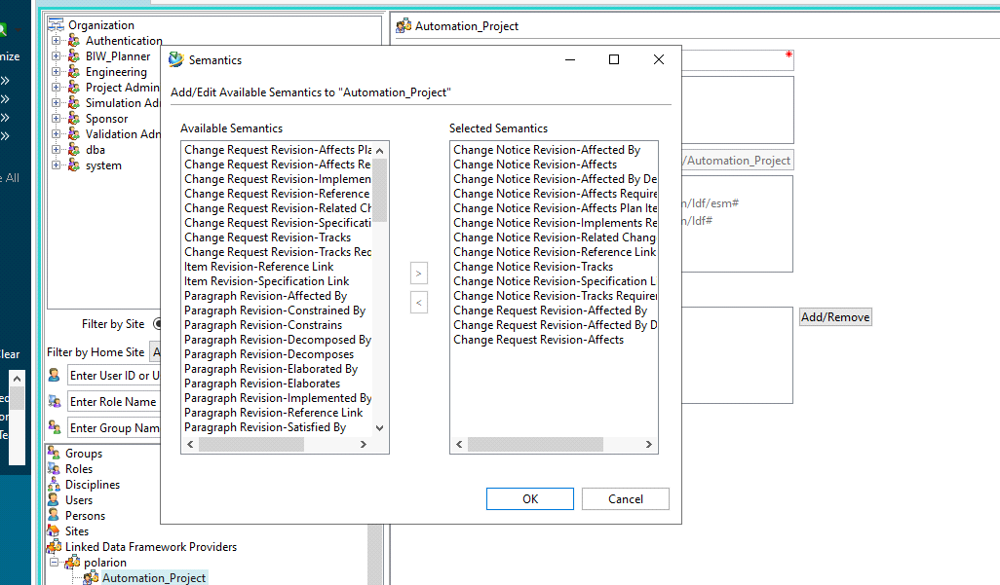 Organization
Authentication
BIW_Planner
Engineering
Project Admin
Simulation Ad
Sponsor
Validation Adn
dba
system
Filter by Site
Filter by Home Site
Enter User ID or U
Enter Role Name
Enter Group Nam
Groups
Roles
Disciplines
Users
Persons
Sites
Linked Data Framework Providers
polarion
Automation_Project
Automation_Project
*
/Automation_Project
n/ldf/esm#
n/ldf#
Add/Remove
Semantics
Add/Edit Available Semantics to "Automation_Project"
Available Semantics
Change Request Revision-Affects Pla
Change Request Revision-Affects Re
Change Request Revision-Implemen
Change Request Revision-Reference
Change Request Revision-Related Ch
Change Request Revision-Specificati
Change Request Revision-Tracks
Change Request Revision-Tracks Rec
Item Revision-Reference Link
Item Revision-Specification Link
Paragraph Revision-Affected By
Paragraph Revision-Constrained By
Paragraph Revision-Constrains
Paragraph Revision-Decomposed By
Paragraph Revision-Decomposes
Paragraph Revision-Elaborated By
Paragraph Revision-Elaborates
Paragraph Revision-Implemented By
Paragraph Revision-Reference Link
Paragraph Revision-Satisfied By
>
<
Selected Semantics
Change Notice Revision-Affected By
Change Notice Revision-Affects
Change Notice Revision-Affected By De
Change Notice Revision-Affects Require
Change Notice Revision-Affects Plan Ite
Change Notice Revision-Implements Re
Change Notice Revision-Related Chang
Change Notice Revision-Reference Link
Change Notice Revision-Tracks
Change Notice Revision-Specification L
Change Notice Revision-Tracks Requirer
Change Request Revision-Affected By
Change Request Revision-Affected By D
Change Request Revision-Affects
OK
Cancel
mize
e All
lear
ed
or
Te